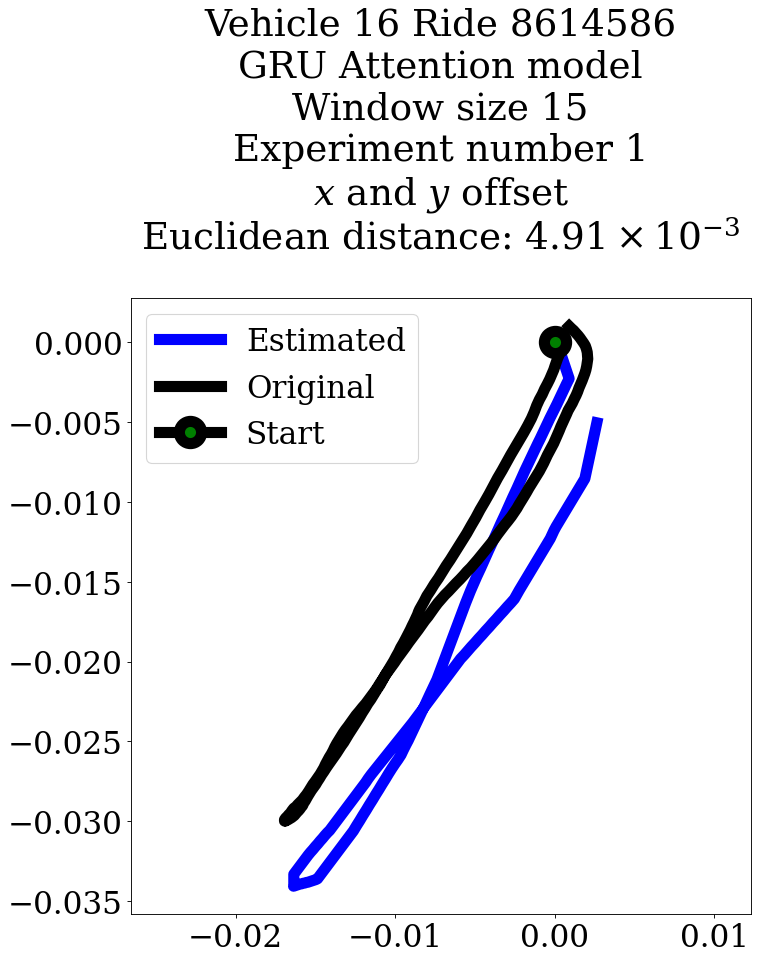 Vehicle 16 Ride 8614586
GRU Attention model
Window size 15
Experiment number 1
x and y offset
Euclidean distance: 4.91 × 10⁻³
Estimated
Original
Start
0.000
−0.005
−0.010
−0.015
−0.020
−0.025
−0.030
−0.035
−0.02 −0.01 0.00 0.01